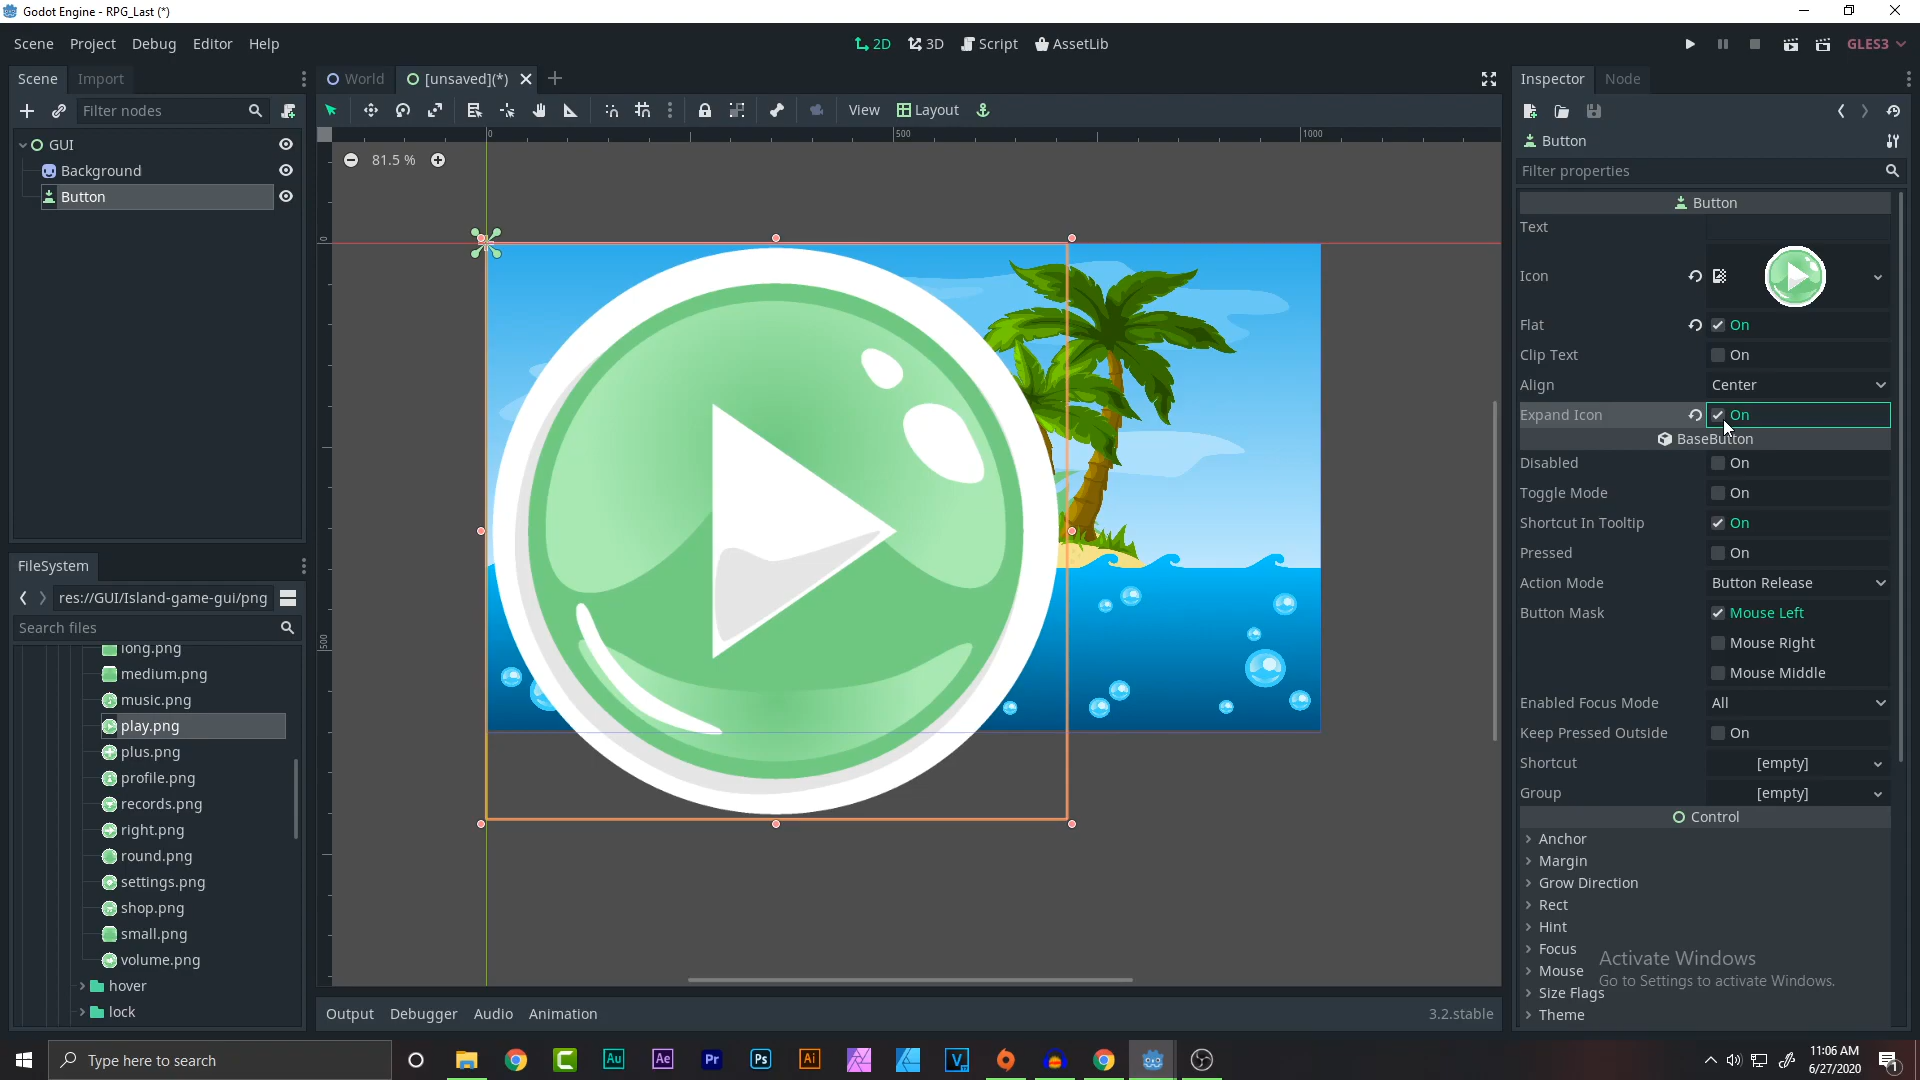 Godot Engine - RPG_Last (*)
Scene Project Debug Editor Help
2D 3D Script AssetLib
GLES3
Scene Import
World [unsaved](*)
Inspector Node
Filter nodes
View Layout
Button
Filter properties
GUI
Background
Button
81.5 %
0 500 1000
0
500
Button
Text
Icon
Flat On
Clip Text On
Align Center
Expand Icon On
BaseButton
Disabled On
Toggle Mode On
Shortcut In Tooltip On
Pressed On
Action Mode Button Release
Button Mask Mouse Left
Mouse Right
Mouse Middle
Enabled Focus Mode All
Keep Pressed Outside On
Shortcut [empty]
Group [empty]
Control
Anchor
Margin
Grow Direction
Rect
Hint
Focus
Mouse
Size Flags
Theme
Activate Windows
Go to Settings to activate Windows.
FileSystem
res://GUI/Island-game-gui/png
Search files
long.png
medium.png
music.png
play.png
plus.png
profile.png
records.png
right.png
round.png
settings.png
shop.png
small.png
volume.png
hover
lock
Output Debugger Audio Animation
3.2.stable
Type here to search
Au Ae Pr Ps Ai V
11:06 AM
6/27/2020
1